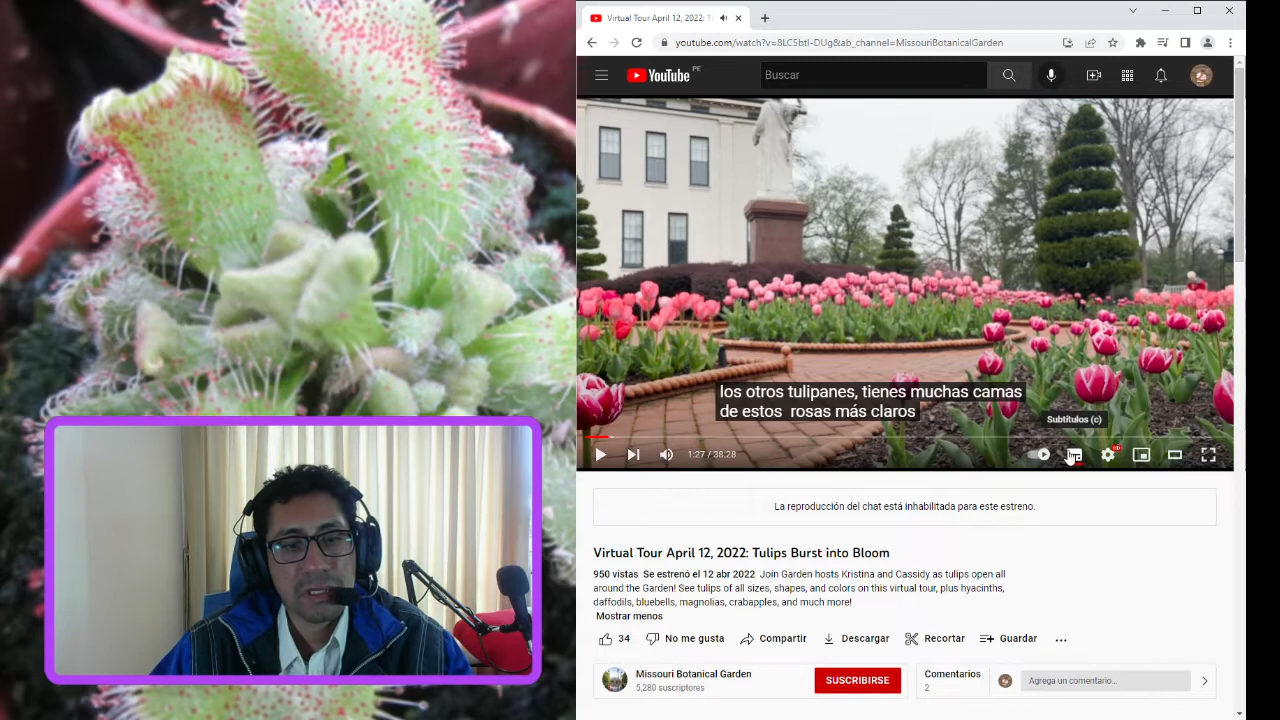 Virtual Tour April 12, 2022: T
youtube.com/watch?v=8LC5btI-DUg&ab_channel=MissouriBotanicalGarden
YouTube PE
Buscar
los otros tulipanes, tienes muchas camas
de estos rosas más claros
Subtítulos (c)
1:27 / 38:28
HD
La reproducción del chat está inhabilitada para este estreno.
Virtual Tour April 12, 2022: Tulips Burst into Bloom
950 vistas Se estrenó el 12 abr 2022 Join Garden hosts Kristina and Cassidy as tulips open all
around the Garden! See tulips of all sizes, shapes, and colors on this virtual tour, plus hyacinths,
daffodils, bluebells, magnolias, crabapples, and much more!
Mostrar menos
34 No me gusta Compartir Descargar Recortar Guardar ...
Missouri Botanical Garden
5,280 suscriptores
SUSCRIBIRSE
Comentarios
2
Agrega un comentario...